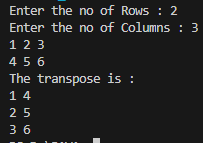 Enter the no of Rows : 2
Enter the no of Columns : 3
1 2 3
4 5 6
The transpose is :
1 4
2 5
3 6